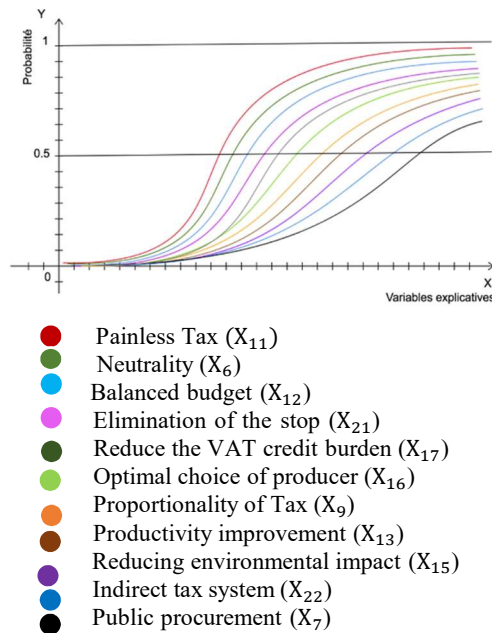 Y
Probabilité
1
0.5
0
X
Variables explicatives
Painless Tax (X₁₁)
Neutrality (X₆)
Balanced budget (X₁₂)
Elimination of the stop (X₂₁)
Reduce the VAT credit burden (X₁₇)
Optimal choice of producer (X₁₆)
Proportionality of Tax (X₉)
Productivity improvement (X₁₃)
Reducing environmental impact (X₁₅)
Indirect tax system (X₂₂)
Public procurement (X₇)